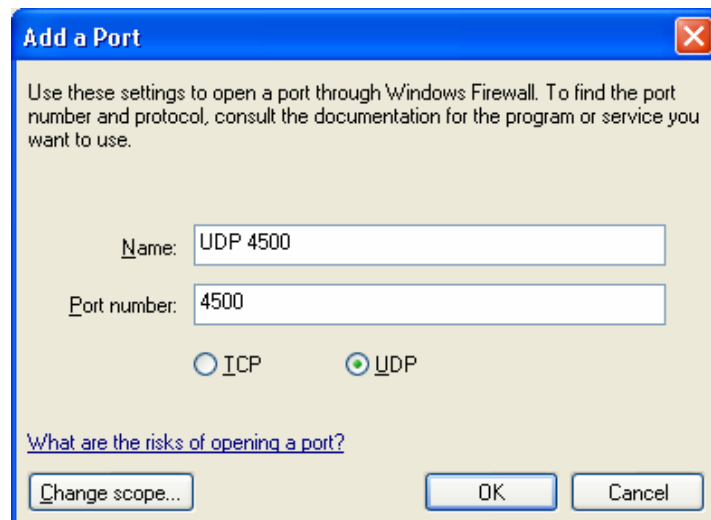 Add a Port
Use these settings to open a port through Windows Firewall. To find the port
number and protocol, consult the documentation for the program or service you
want to use.
Name: UDP 4500
Port number: 4500
TCP UDP
What are the risks of opening a port?
Change scope... OK Cancel